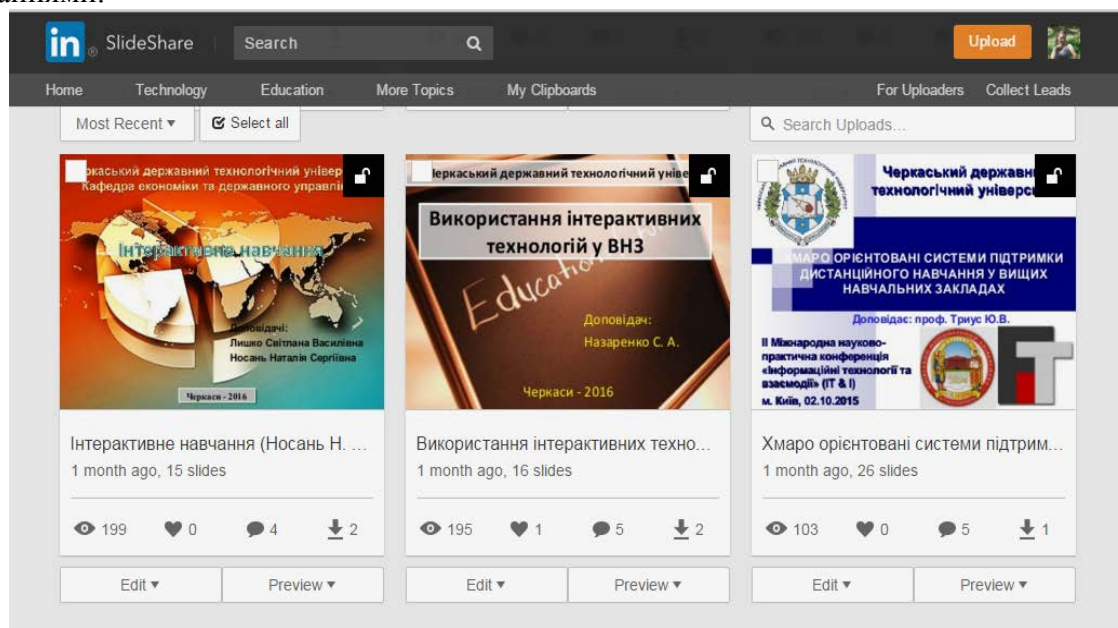 in ® SlideShare Search Upload
Home Technology Education More Topics My Clipboards For Uploaders Collect Leads
Most Recent Select all Search Uploads...
державний технологічний
Кафедра економіки та державного
Інтерактивне навчання
Доповідачі:
Лишко Світлана Василівна
Носань Наталія Сергіївна
Черкаси - 2016
державний технологічний
Використання інтерактивних
технологій у ВНЗ
Education
Доповідач:
Назаренко С. А.
Черкаси - 2016
Черкаський
технологічний
ХМАРО ОРІЄНТОВАНІ СИСТЕМИ ПІДТРИМКИ
ДИСТАНЦІЙНОГО НАВЧАННЯ У ВИЩИХ
НАВЧАЛЬНИХ ЗАКЛАДАХ
Доповідає: проф. Триус Ю.В.
ІІ Міжнародна науково-
практична конференція
«Інформаційні технології та
взаємодії» (IT & I)
м. Київ, 02.10.2015
Інтерактивне навчання (Носань Н. ...
1 month ago, 15 slides
199 0 4 2
Edit Preview
Використання інтерактивних техно...
1 month ago, 16 slides
195 1 5 2
Edit Preview
Хмаро орієнтовані системи підтрим...
1 month ago, 26 slides
103 0 5 1
Edit Preview